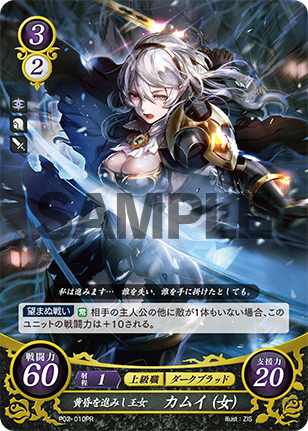 3
2
SAMPLE
私は進みます… 誰を失い、誰を手に掛けたとしても。
望まぬ戦い 常 相手の主人公の他に敵が1体もいない場合、この
ユニットの戦闘力は+10される。
戦闘力 60 射程 1 上級職 ダークブラッド 支援力 20
黄昏を進みし王女 カムイ(女)
P02-010PR Illust:ZIS